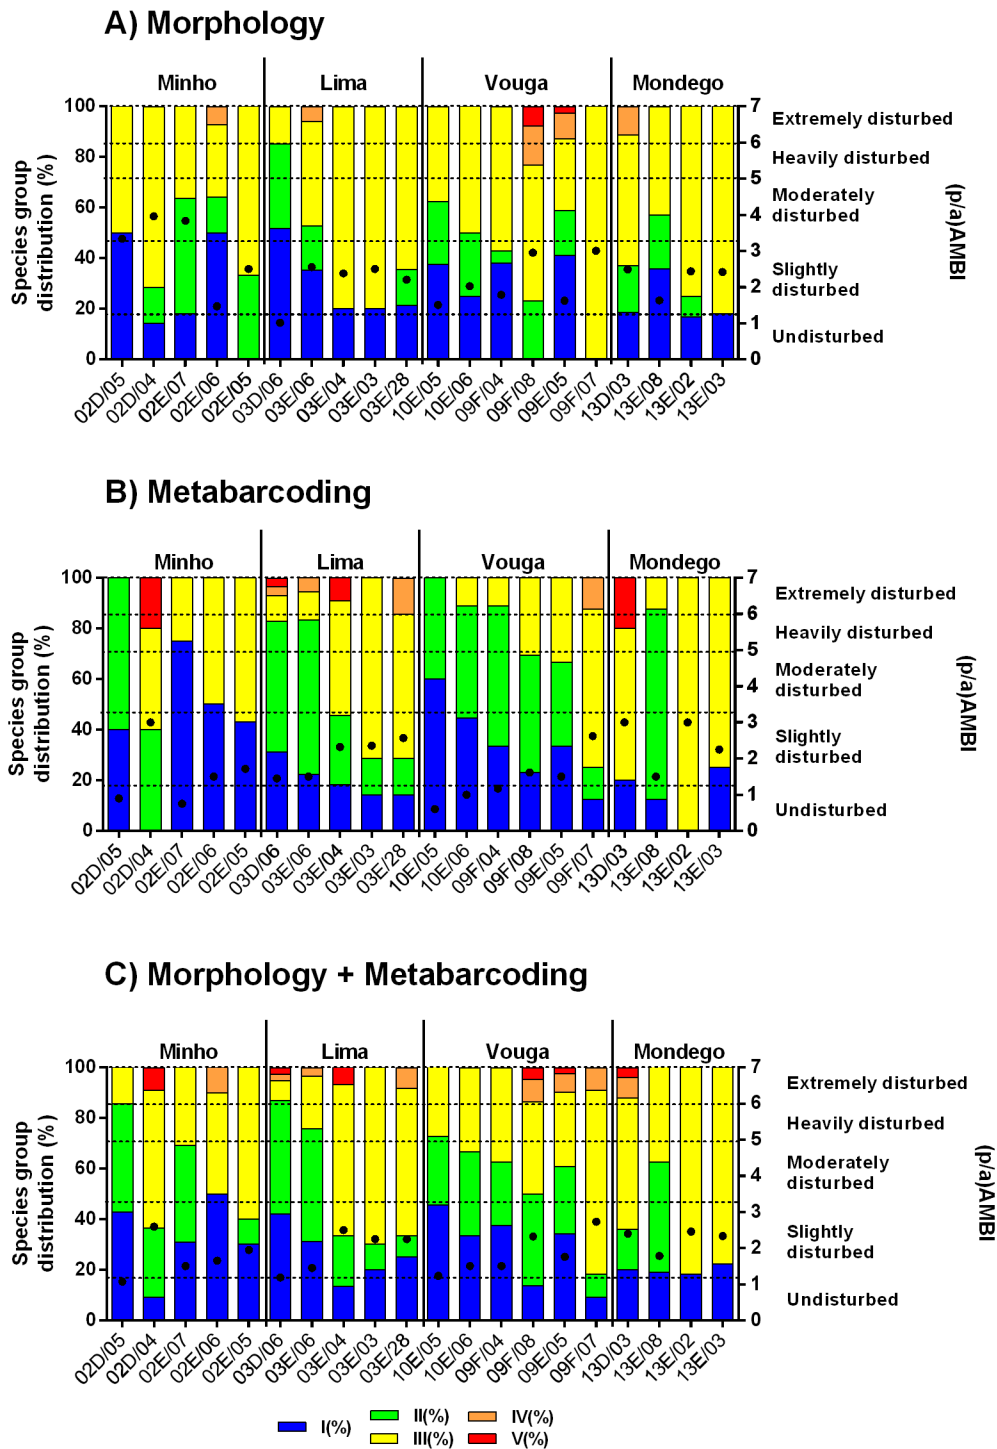 A) Morphology
Minho Lima Vouga Mondego
100
80
60
40
20
0
Species group
distribution (%)
7
6
5
4
3
2
1
0
(p/a)AMBI
Extremely disturbed
Heavily disturbed
Moderately
disturbed
Slightly
disturbed
Undisturbed
02D/05 02D/04 02E/07 02E/06 02E/05 03D/06 03E/06 03E/04 03E/03 03E/28 10E/05 10E/06 09F/04 09F/08 09E/05 09F/07 13D/03 13E/08 13E/02 13E/03
B) Metabarcoding
Minho Lima Vouga Mondego
100
80
60
40
20
0
Species group
distribution (%)
7
6
5
4
3
2
1
0
(p/a)AMBI
Extremely disturbed
Heavily disturbed
Moderately
disturbed
Slightly
disturbed
Undisturbed
02D/05 02D/04 02E/07 02E/06 02E/05 03D/06 03E/06 03E/04 03E/03 03E/28 10E/05 10E/06 09F/04 09F/08 09E/05 09F/07 13D/03 13E/08 13E/02 13E/03
C) Morphology + Metabarcoding
Minho Lima Vouga Mondego
100
80
60
40
20
0
Species group
distribution (%)
7
6
5
4
3
2
1
0
(p/a)AMBI
Extremely disturbed
Heavily disturbed
Moderately
disturbed
Slightly
disturbed
Undisturbed
02D/05 02D/04 02E/07 02E/06 02E/05 03D/06 03E/06 03E/04 03E/03 03E/28 10E/05 10E/06 09F/04 09F/08 09E/05 09F/07 13D/03 13E/08 13E/02 13E/03
I(%) II(%) IV(%)
III(%) V(%)